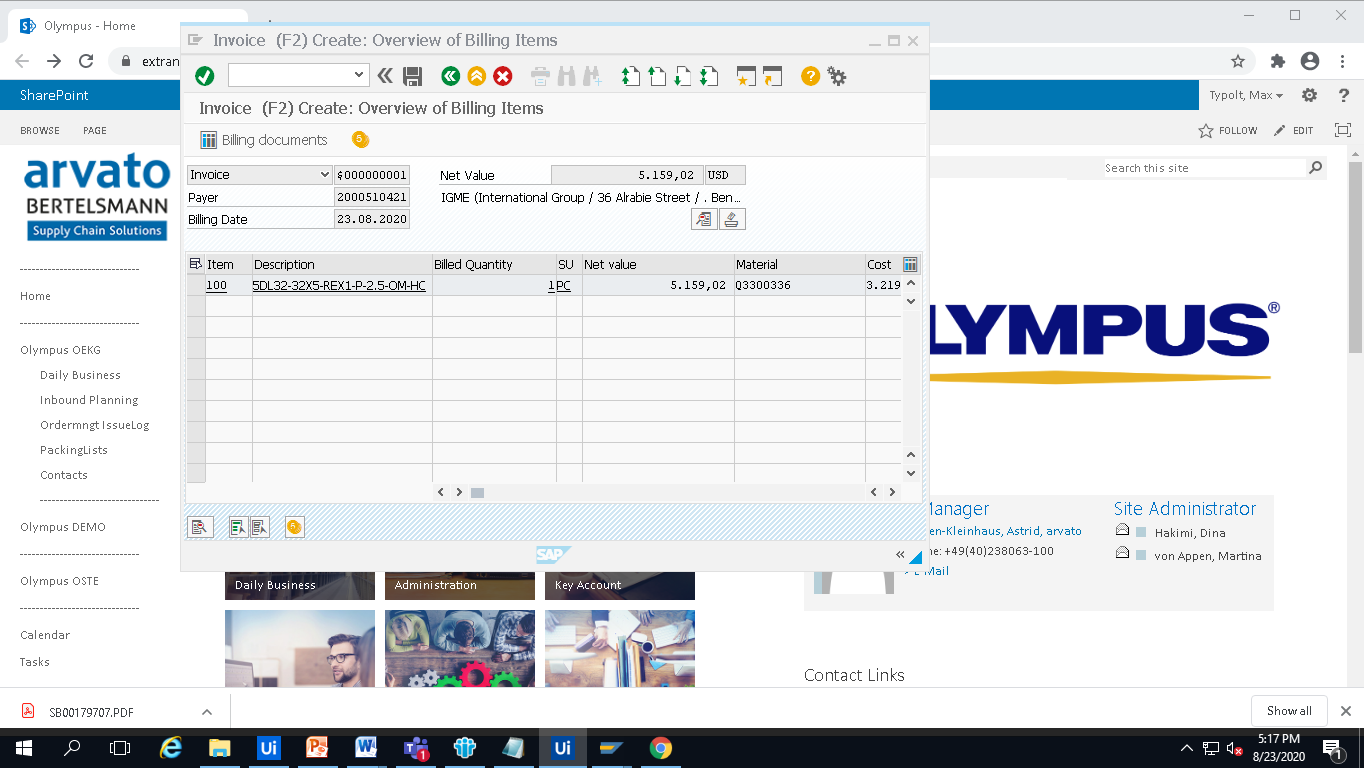 Olympus - Home
extran
SharePoint
Typolt, Max
BROWSE
PAGE
FOLLOW
EDIT
Search this site
arvato
BERTELSMANN
Supply Chain Solutions
Home
Olympus OEKG
Daily Business
Inbound Planning
Ordermngt IssueLog
PackingLists
Contacts
Olympus DEMO
Olympus OSTE
Calendar
Tasks
Invoice (F2) Create: Overview of Billing Items
Invoice (F2) Create: Overview of Billing Items
Billing documents
Invoice $000000001 Net Value 5.159,02 USD
Payer 2000510421 IGME (International Group / 36 Alrabie Street / . Ben...
Billing Date 23.08.2020
Item Description Billed Quantity SU Net value Material Cost
100 5DL32-32X5-REX1-P-2.5-OM-HC 1 PC 5.159,02 Q3300336 3.219
SAP
LYMPUS®
Manager
en-Kleinhaus, Astrid, arvato
ne: +49(40)238063-100
E-Mail
Site Administrator
Hakimi, Dina
von Appen, Martina
Daily Business
Administration
Key Account
Contact Links
SB00179707.PDF
Show all
Ui
Ui
1
5:17 PM
8/23/2020
1